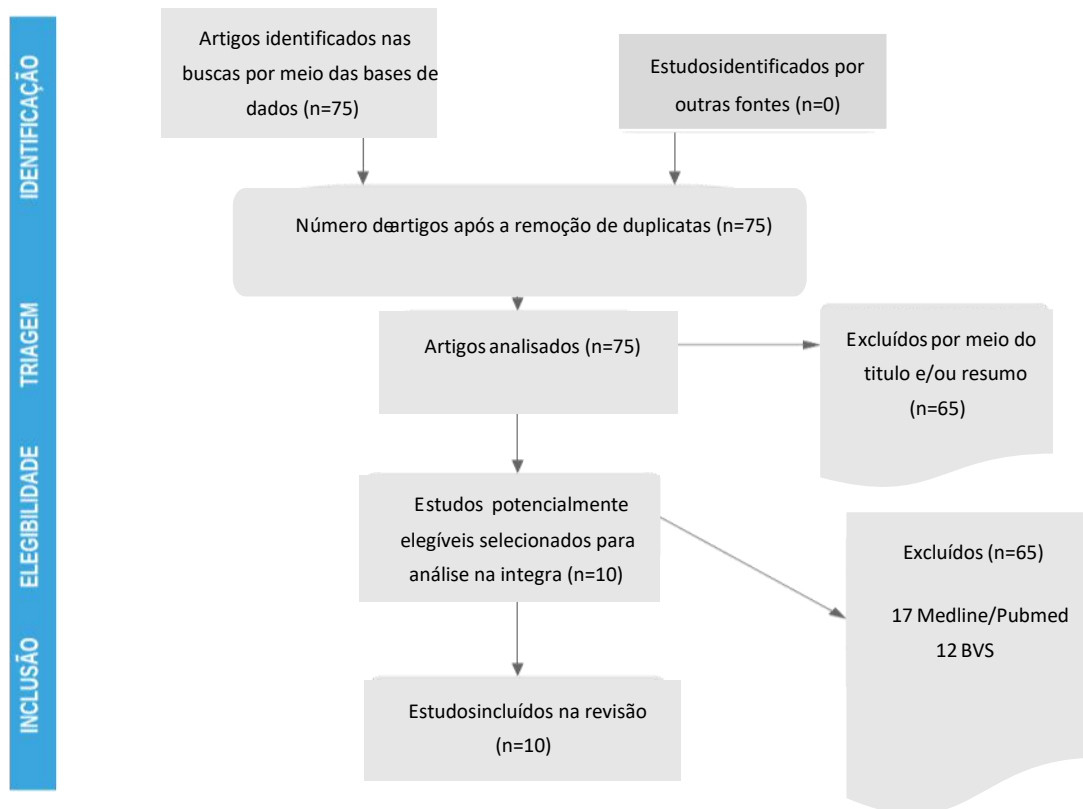 IDENTIFICAÇÃO
Artigos identificados nas
buscas por meio das bases de
dados (n=75)
Estudosidentificados por
outras fontes (n=0)
Número deartigos após a remoção de duplicatas (n=75)
TRIAGEM
Artigos analisados (n=75)
Excluídos por meio do
titulo e/ou resumo
(n=65)
ELEGIBILIDADE
Estudos potencialmente
elegíveis selecionados para
análise na integra (n=10)
Excluídos (n=65)
17 Medline/Pubmed
12 BVS
INCLUSÃO
Estudosincluídos na revisão
(n=10)